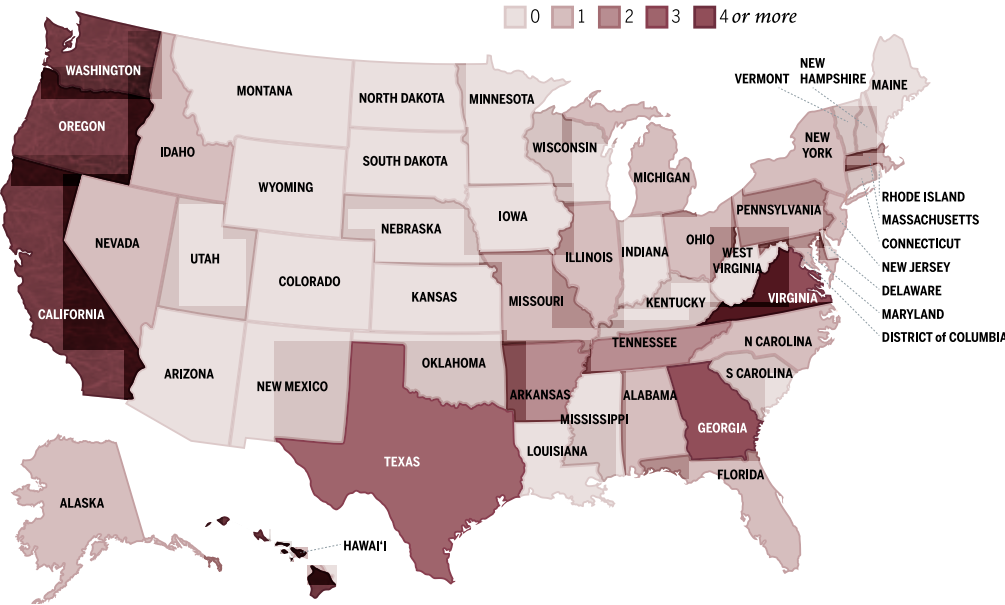 0 1 2 3 4 or more
NEW
HAMPSHIRE
VERMONT
MAINE
WASHINGTON
MONTANA
NORTH DAKOTA
MINNESOTA
OREGON
IDAHO
WISCONSIN
NEW
YORK
SOUTH DAKOTA
MICHIGAN
WYOMING
RHODE ISLAND
IOWA
PENNSYLVANIA
MASSACHUSETTS
NEBRASKA
NEVADA
OHIO
CONNECTICUT
UTAH
ILLINOIS
INDIANA
WEST
VIRGINIA
NEW JERSEY
COLORADO
DELAWARE
KANSAS
MISSOURI
KENTUCKY
VIRGINIA
CALIFORNIA
MARYLAND
DISTRICT of COLUMBIA
TENNESSEE
N CAROLINA
OKLAHOMA
ARIZONA
S CAROLINA
NEW MEXICO
ARKANSAS
ALABAMA
MISSISSIPPI
GEORGIA
LOUISIANA
TEXAS
FLORIDA
ALASKA
HAWAI‘I